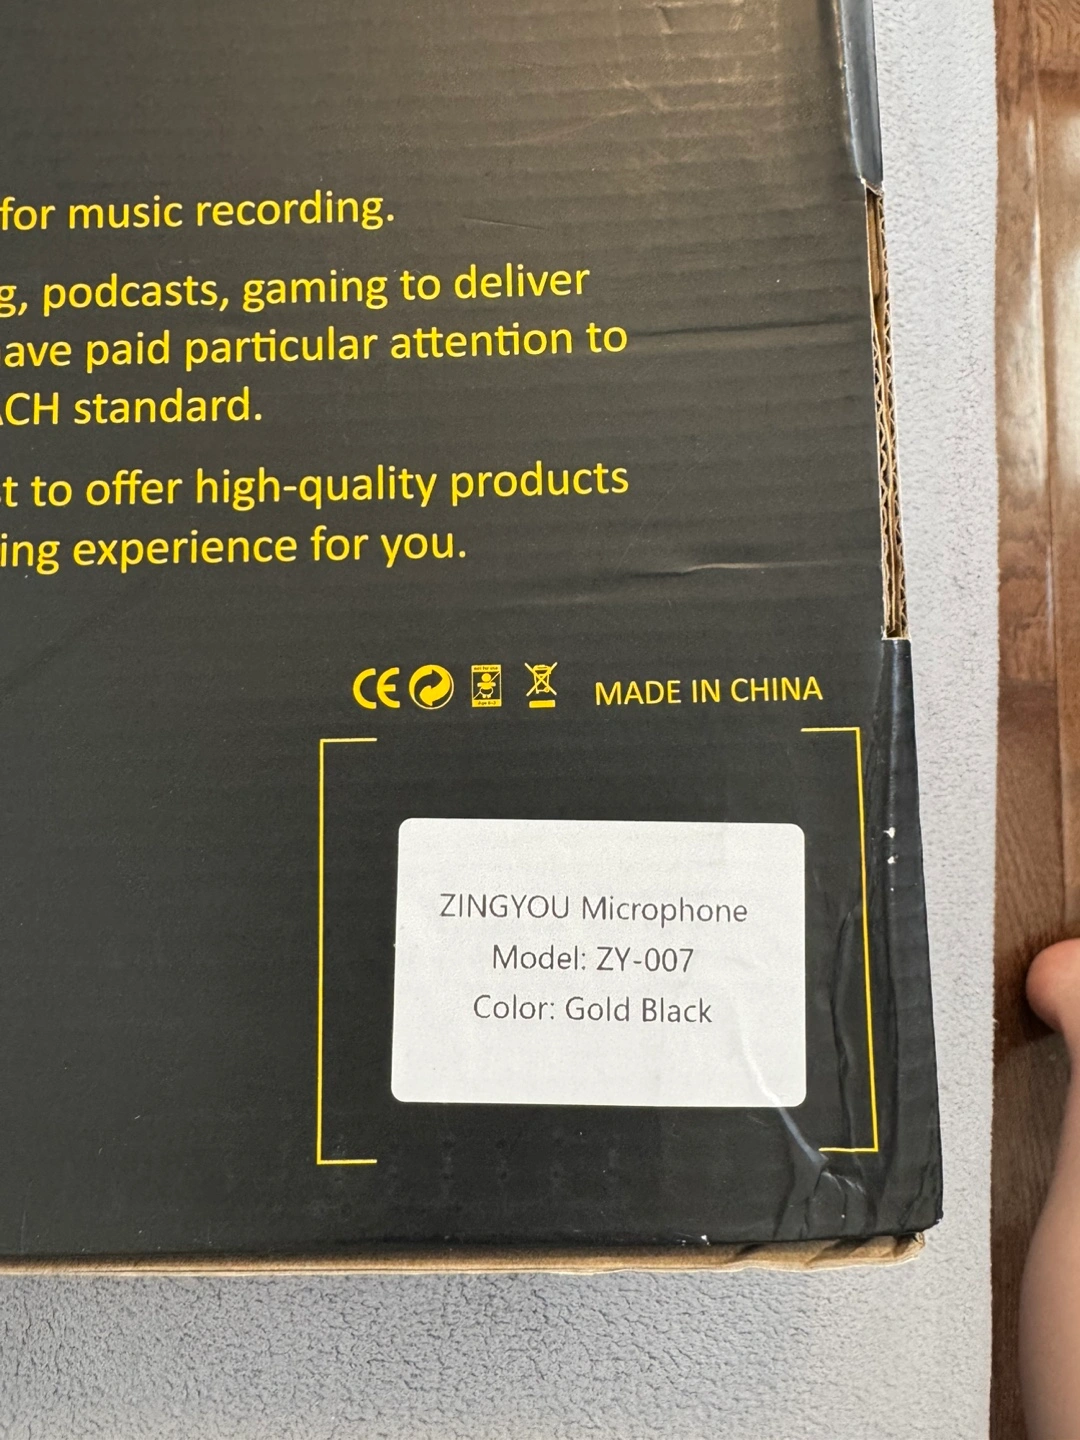 for music recording.
g, podcasts, gaming to deliver
ave paid particular attention to
CH standard.
t to offer high-quality products
ing experience for you.
CE
MADE IN CHINA
ZINGYOU Microphone
Model: ZY-007
Color: Gold Black